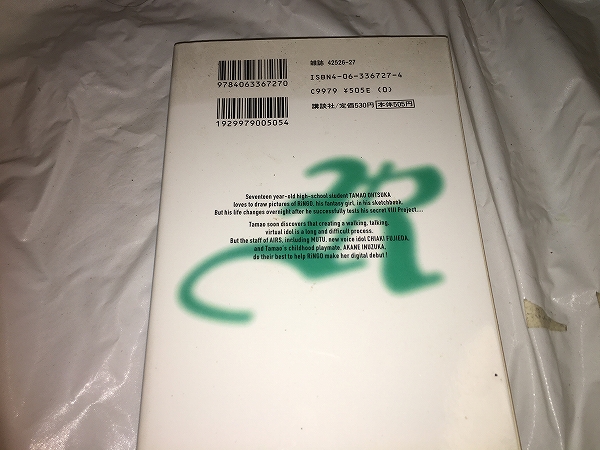 9784063367270
1929979005054
雑誌 42526-27
ISBN4-06-336727-4
C9979 ¥505E (0)
講談社/定価530円 本体505円
Seventeen year-old high-school student TAMAO OHTSUKA
loves to draw pictures of RiNGO, his fantasy girl, in his sketchbook.
But his life changes overnight after he successfully tests his secret VIII Project....
Tamao soon discovers that creating a walking, talking,
virtual idol is a long and difficult process.
But the staff of AIRS, including MUTU, new voice idol CHIAKI FUJIEDA,
and Tamao's childhood playmate, AKANE INUZUKA,
do their best to help RiNGO make her digital debut!